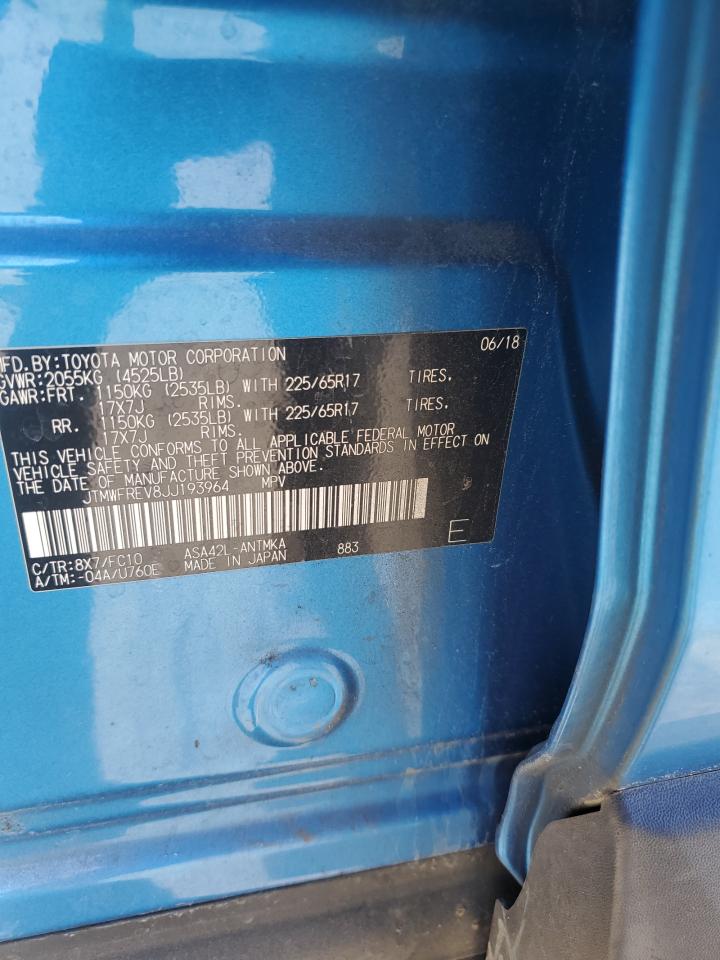 MFD.BY:TOYOTA MOTOR CORPORATION 06/18
GVWR:2055KG (4525LB)
GAWR:FRT. 1150KG (2535LB) WITH 225/65R17 TIRES.
17X7J RIMS.
RR. 1150KG (2535LB) WITH 225/65R17 TIRES.
17X7J RIMS.
THIS VEHICLE CONFORMS TO ALL APPLICABLE FEDERAL MOTOR
VEHICLE SAFETY AND THEFT PREVENTION STANDARDS IN EFFECT ON
THE DATE OF MANUFACTURE SHOWN ABOVE.
JTMWFREV8JJ193964 MPV
C/TR:8X7/FC10 ASA42L-ANTMKA 883 E
A/TM:-04A/U760E MADE IN JAPAN